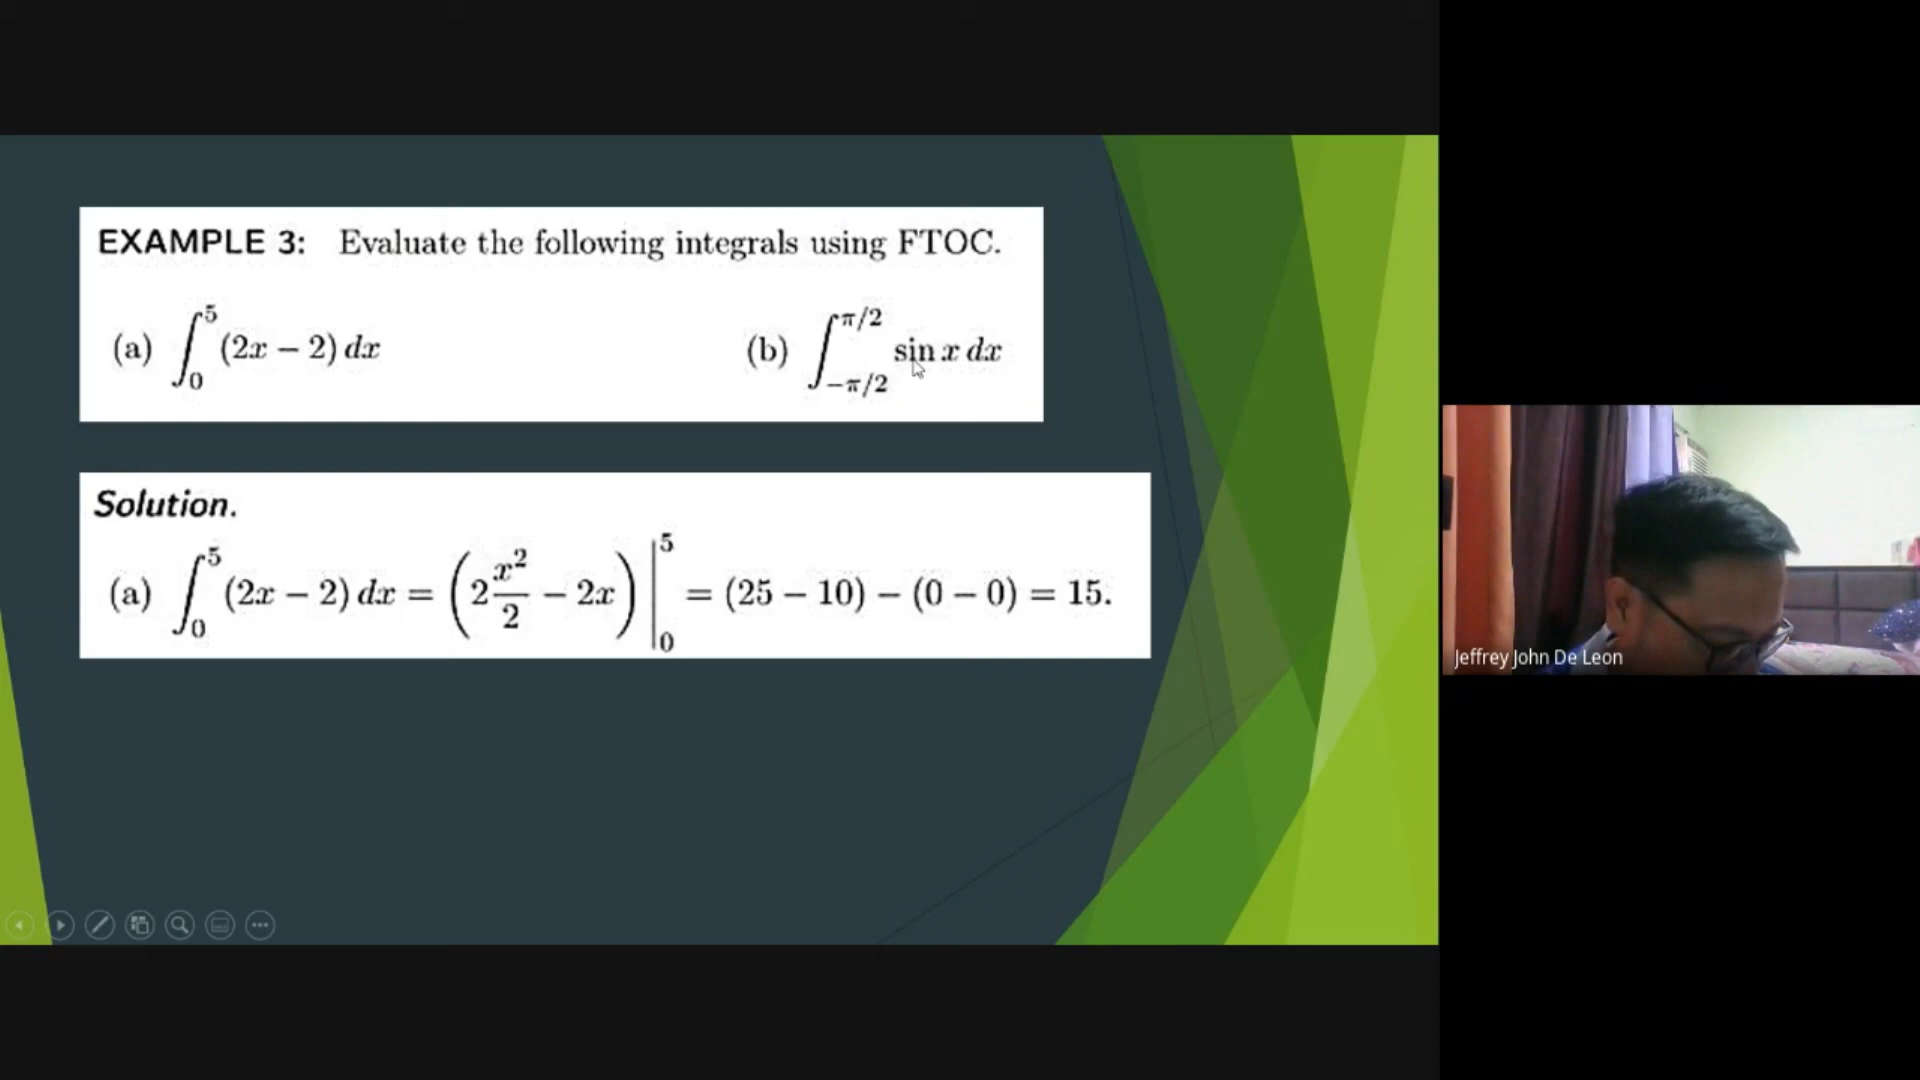 EXAMPLE 3: Evaluate the following integrals using FTOC.
(a) ∫₀⁵ (2x − 2) dx (b) ∫_{−π/2}^{π/2} sin x dx
Solution.
(a) ∫₀⁵ (2x − 2) dx = (2 x²/2 − 2x) |₀⁵ = (25 − 10) − (0 − 0) = 15.
Jeffrey John De Leon